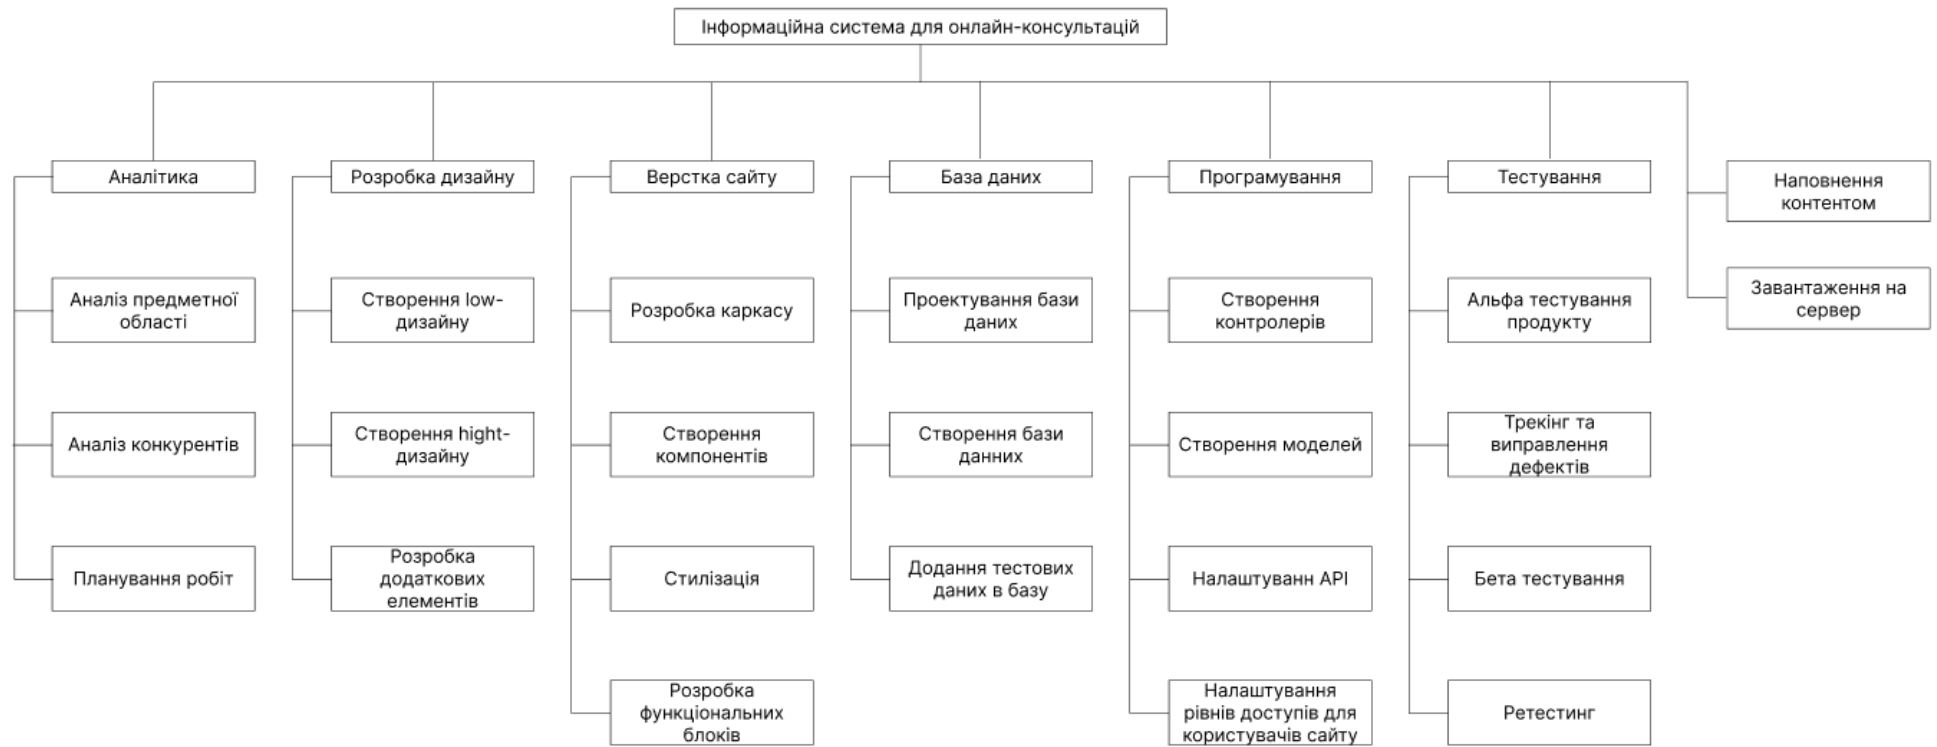 Інформаційна система для онлайн-консультацій
Аналітика
Розробка дизайну
Верстка сайту
База даних
Програмування
Тестування
Наповнення
контентом
Завантаження на
сервер
Аналіз предметної
області
Створення low-
дизайну
Розробка каркасу
Проектування бази
даних
Створення
контролерів
Альфа тестування
продукту
Аналіз конкурентів
Створення hight-
дизайну
Створення
компонентів
Створення бази
данних
Створення моделей
Трекінг та
виправлення
дефектів
Планування робіт
Розробка
додаткових
елементів
Стилізація
Додання тестових
даних в базу
Налаштуванн API
Бета тестування
Розробка
функціональних
блоків
Налаштування
рівнів доступів для
користувачів сайту
Ретестинг